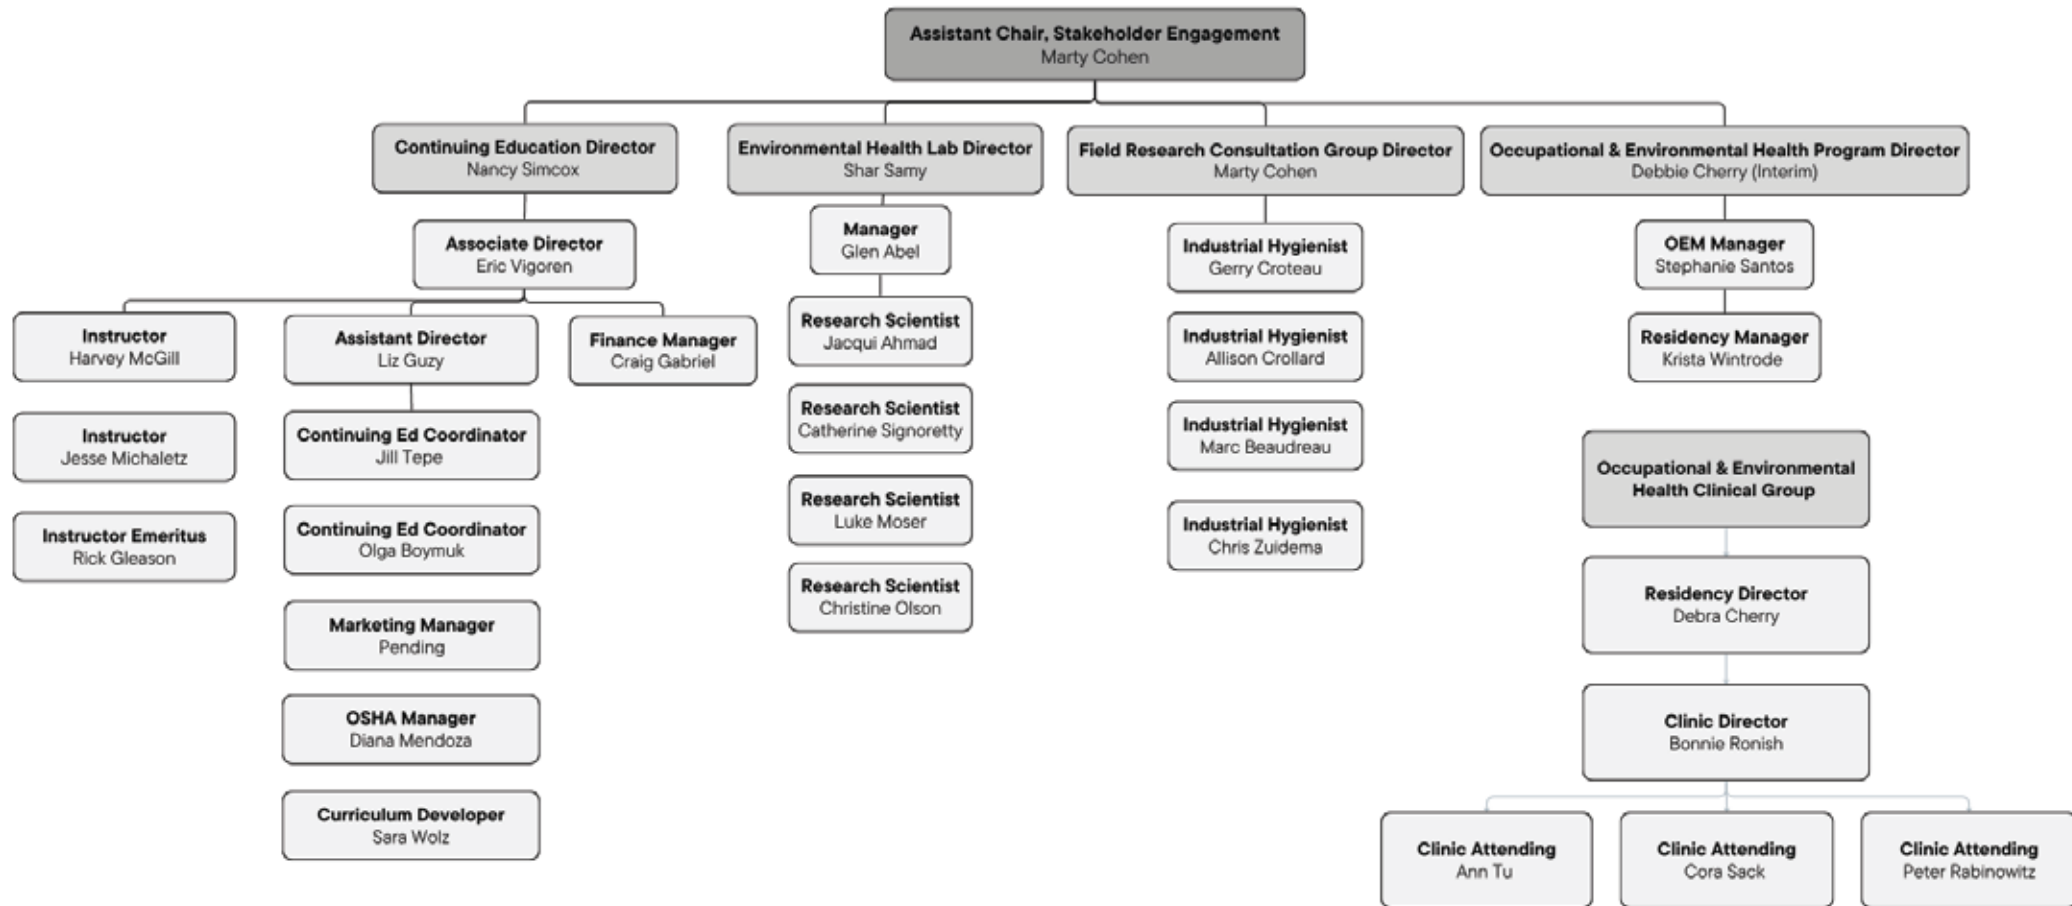 Assistant Chair, Stakeholder Engagement
Marty Cohen
Continuing Education Director
Nancy Simcox
Environmental Health Lab Director
Shar Samy
Field Research Consultation Group Director
Marty Cohen
Occupational & Environmental Health Program Director
Debbie Cherry (Interim)
Associate Director
Eric Vigoren
Instructor
Harvey McGill
Instructor
Jesse Michaletz
Instructor Emeritus
Rick Gleason
Assistant Director
Liz Guzy
Continuing Ed Coordinator
Jill Tepe
Continuing Ed Coordinator
Olga Boymuk
Marketing Manager
Pending
OSHA Manager
Diana Mendoza
Curriculum Developer
Sara Wolz
Finance Manager
Craig Gabriel
Manager
Glen Abel
Research Scientist
Jacqui Ahmad
Research Scientist
Catherine Signoretty
Research Scientist
Luke Moser
Research Scientist
Christine Olson
Industrial Hygienist
Gerry Croteau
Industrial Hygienist
Allison Crollard
Industrial Hygienist
Marc Beaudreau
Industrial Hygienist
Chris Zuidema
OEM Manager
Stephanie Santos
Residency Manager
Krista Wintrode
Occupational & Environmental
Health Clinical Group
Residency Director
Debra Cherry
Clinic Director
Bonnie Ronish
Clinic Attending
Ann Tu
Clinic Attending
Cora Sack
Clinic Attending
Peter Rabinowitz